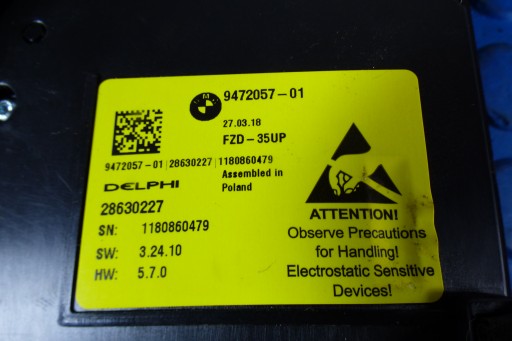 9472057-01
27.03.18
FZD-35UP
9472057-01 28630227 1180860479
Assembled in
Poland
DELPHI
28630227
SN: 1180860479
SW: 3.24.10
HW: 5.7.0
ATTENTION!
Observe Precautions
for Handling!
Electrostatic Sensitive
Devices!